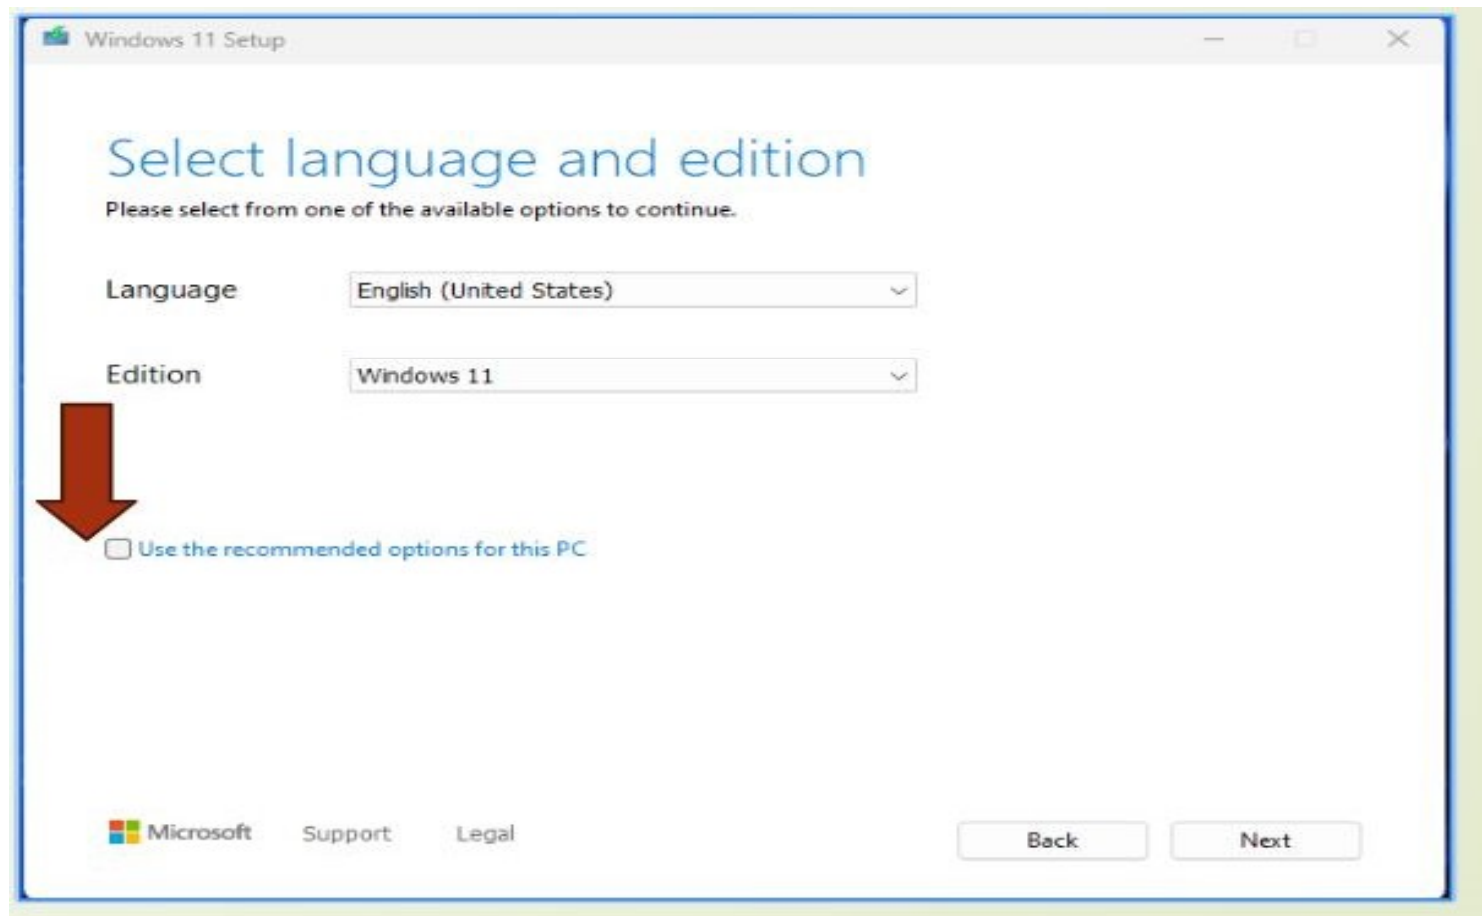 Windows 11 Setup
Select language and edition
Please select from one of the available options to continue.
Language English (United States)
Edition Windows 11
Use the recommended options for this PC
Microsoft Support Legal Back Next